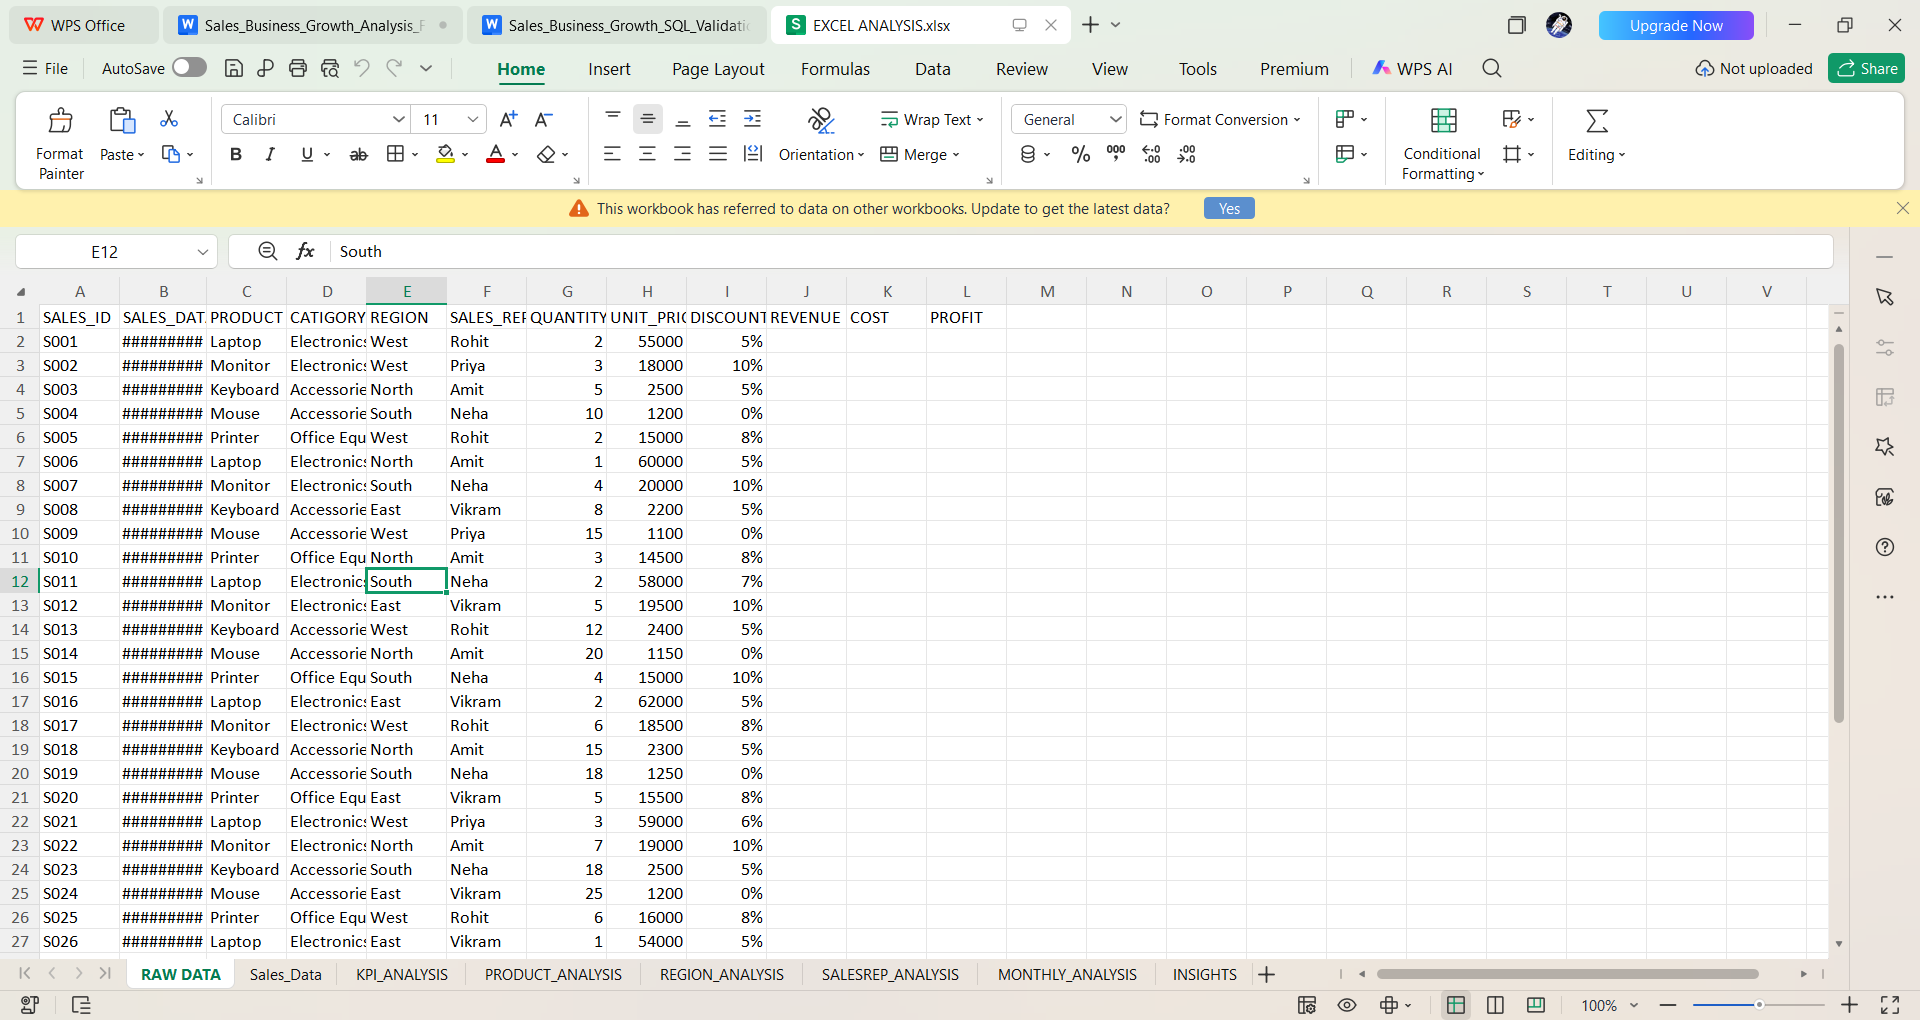 WPS Office Sales_Business_Growth_Analysis_ Sales_Business_Growth_SQL_Validati EXCEL ANALYSIS.xlsx Upgrade Now
File AutoSave Home Insert Page Layout Formulas Data Review View Tools Premium WPS AI Not uploaded Share
Calibri 11 Wrap Text General Format Conversion
Format Painter Paste B I U ab A Orientation Merge % Conditional Formatting Editing
This workbook has referred to data on other workbooks. Update to get the latest data? Yes
E12 fx South
A B C D E F G H I J K L M N O P Q R S T U V
1 SALES_ID SALES_DAT PRODUCT CATIGORY REGION SALES_REP QUANTITY UNIT_PRIC DISCOUNT REVENUE COST PROFIT
2 S001 ######### Laptop Electronics West Rohit 2 55000 5%
3 S002 ######### Monitor Electronics West Priya 3 18000 10%
4 S003 ######### Keyboard Accessorie North Amit 5 2500 5%
5 S004 ######### Mouse Accessorie South Neha 10 1200 0%
6 S005 ######### Printer Office Equ West Rohit 2 15000 8%
7 S006 ######### Laptop Electronics North Amit 1 60000 5%
8 S007 ######### Monitor Electronics South Neha 4 20000 10%
9 S008 ######### Keyboard Accessorie East Vikram 8 2200 5%
10 S009 ######### Mouse Accessorie West Priya 15 1100 0%
11 S010 ######### Printer Office Equ North Amit 3 14500 8%
12 S011 ######### Laptop Electronics South Neha 2 58000 7%
13 S012 ######### Monitor Electronics East Vikram 5 19500 10%
14 S013 ######### Keyboard Accessorie West Rohit 12 2400 5%
15 S014 ######### Mouse Accessorie North Amit 20 1150 0%
16 S015 ######### Printer Office Equ South Neha 4 15000 10%
17 S016 ######### Laptop Electronics East Vikram 2 62000 5%
18 S017 ######### Monitor Electronics West Rohit 6 18500 8%
19 S018 ######### Keyboard Accessorie North Amit 15 2300 5%
20 S019 ######### Mouse Accessorie South Neha 18 1250 0%
21 S020 ######### Printer Office Equ East Vikram 5 15500 8%
22 S021 ######### Laptop Electronics West Priya 3 59000 6%
23 S022 ######### Monitor Electronics North Amit 7 19000 10%
24 S023 ######### Keyboard Accessorie South Neha 18 2500 5%
25 S024 ######### Mouse Accessorie East Vikram 25 1200 0%
26 S025 ######### Printer Office Equ West Rohit 6 16000 8%
27 S026 ######### Laptop Electronics East Vikram 1 54000 5%
RAW DATA Sales_Data KPI_ANALYSIS PRODUCT_ANALYSIS REGION_ANALYSIS SALESREP_ANALYSIS MONTHLY_ANALYSIS INSIGHTS
100%